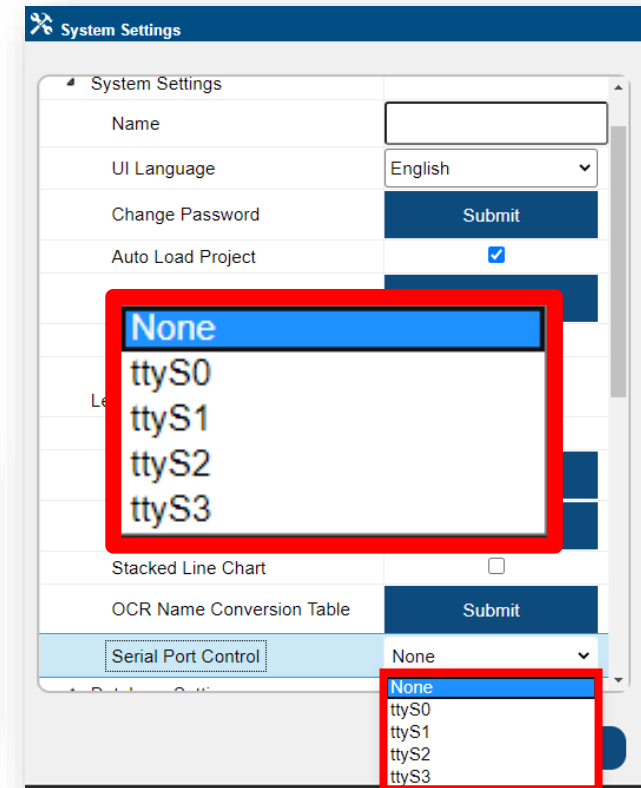 System Settings
System Settings
Name
UI Language English
Change Password Submit
Auto Load Project
None
ttyS0
Le
ttyS1
ttyS2
ttyS3
Stacked Line Chart
OCR Name Conversion Table Submit
Serial Port Control None
None
ttyS0
ttyS1
ttyS2
ttyS3